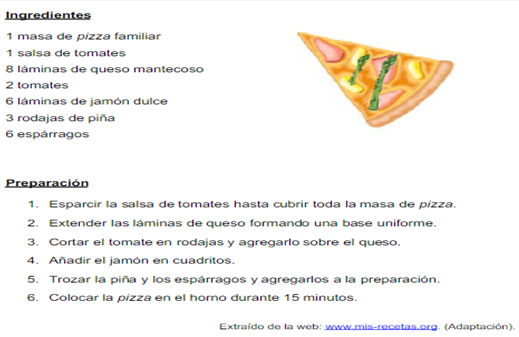 Ingredientes
1 masa de pizza familiar
1 salsa de tomates
8 láminas de queso mantecoso
2 tomates
6 láminas de jamón dulce
3 rodajas de piña
6 espárragos
Preparación
1. Esparcir la salsa de tomates hasta cubrir toda la masa de pizza.
2. Extender las láminas de queso formando una base uniforme.
3. Cortar el tomate en rodajas y agregarlo sobre el queso.
4. Añadir el jamón en cuadritos.
5. Trozar la piña y los espárragos y agregarlos a la preparación.
6. Colocar la pizza en el horno durante 15 minutos.
Extraído de la web: www.mis-recetas.org. (Adaptación).